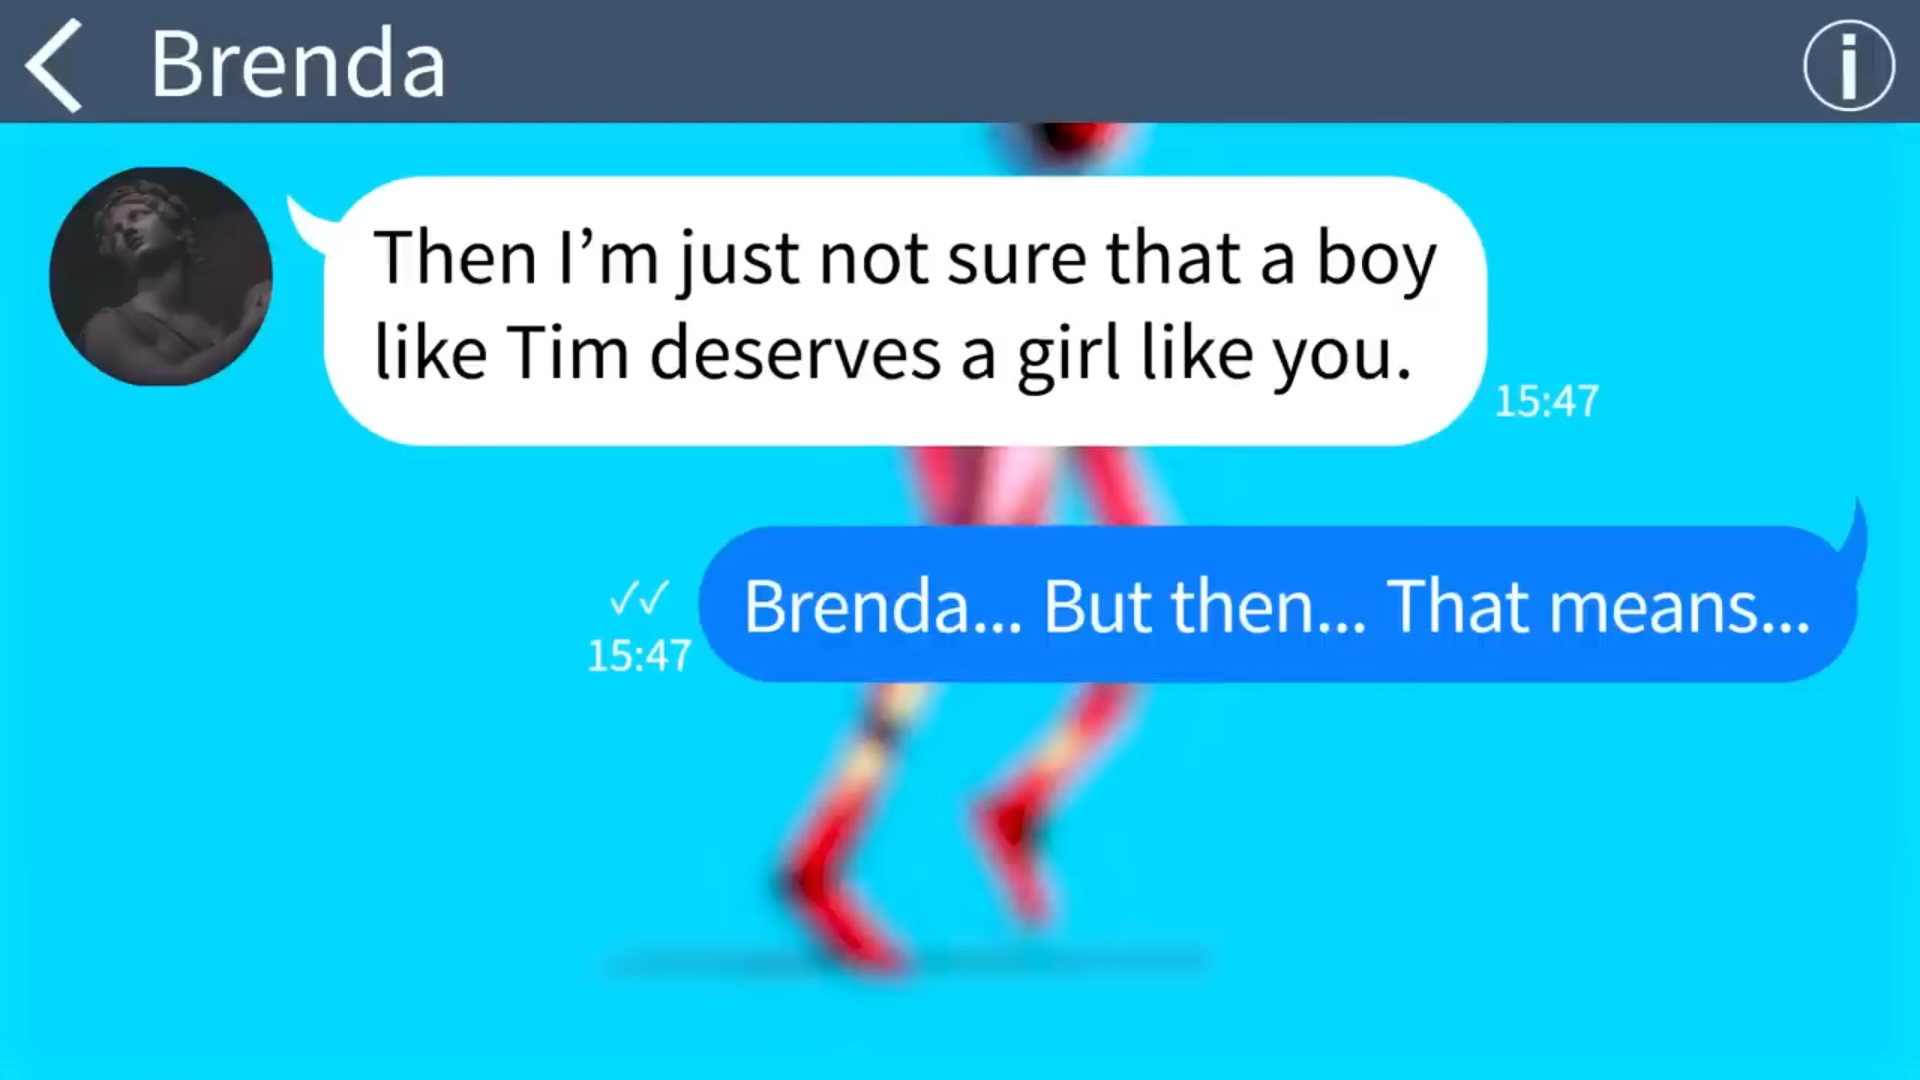 Brenda
Then I’m just not sure that a boy
like Tim deserves a girl like you.
15:47
Brenda... But then... That means...
15:47